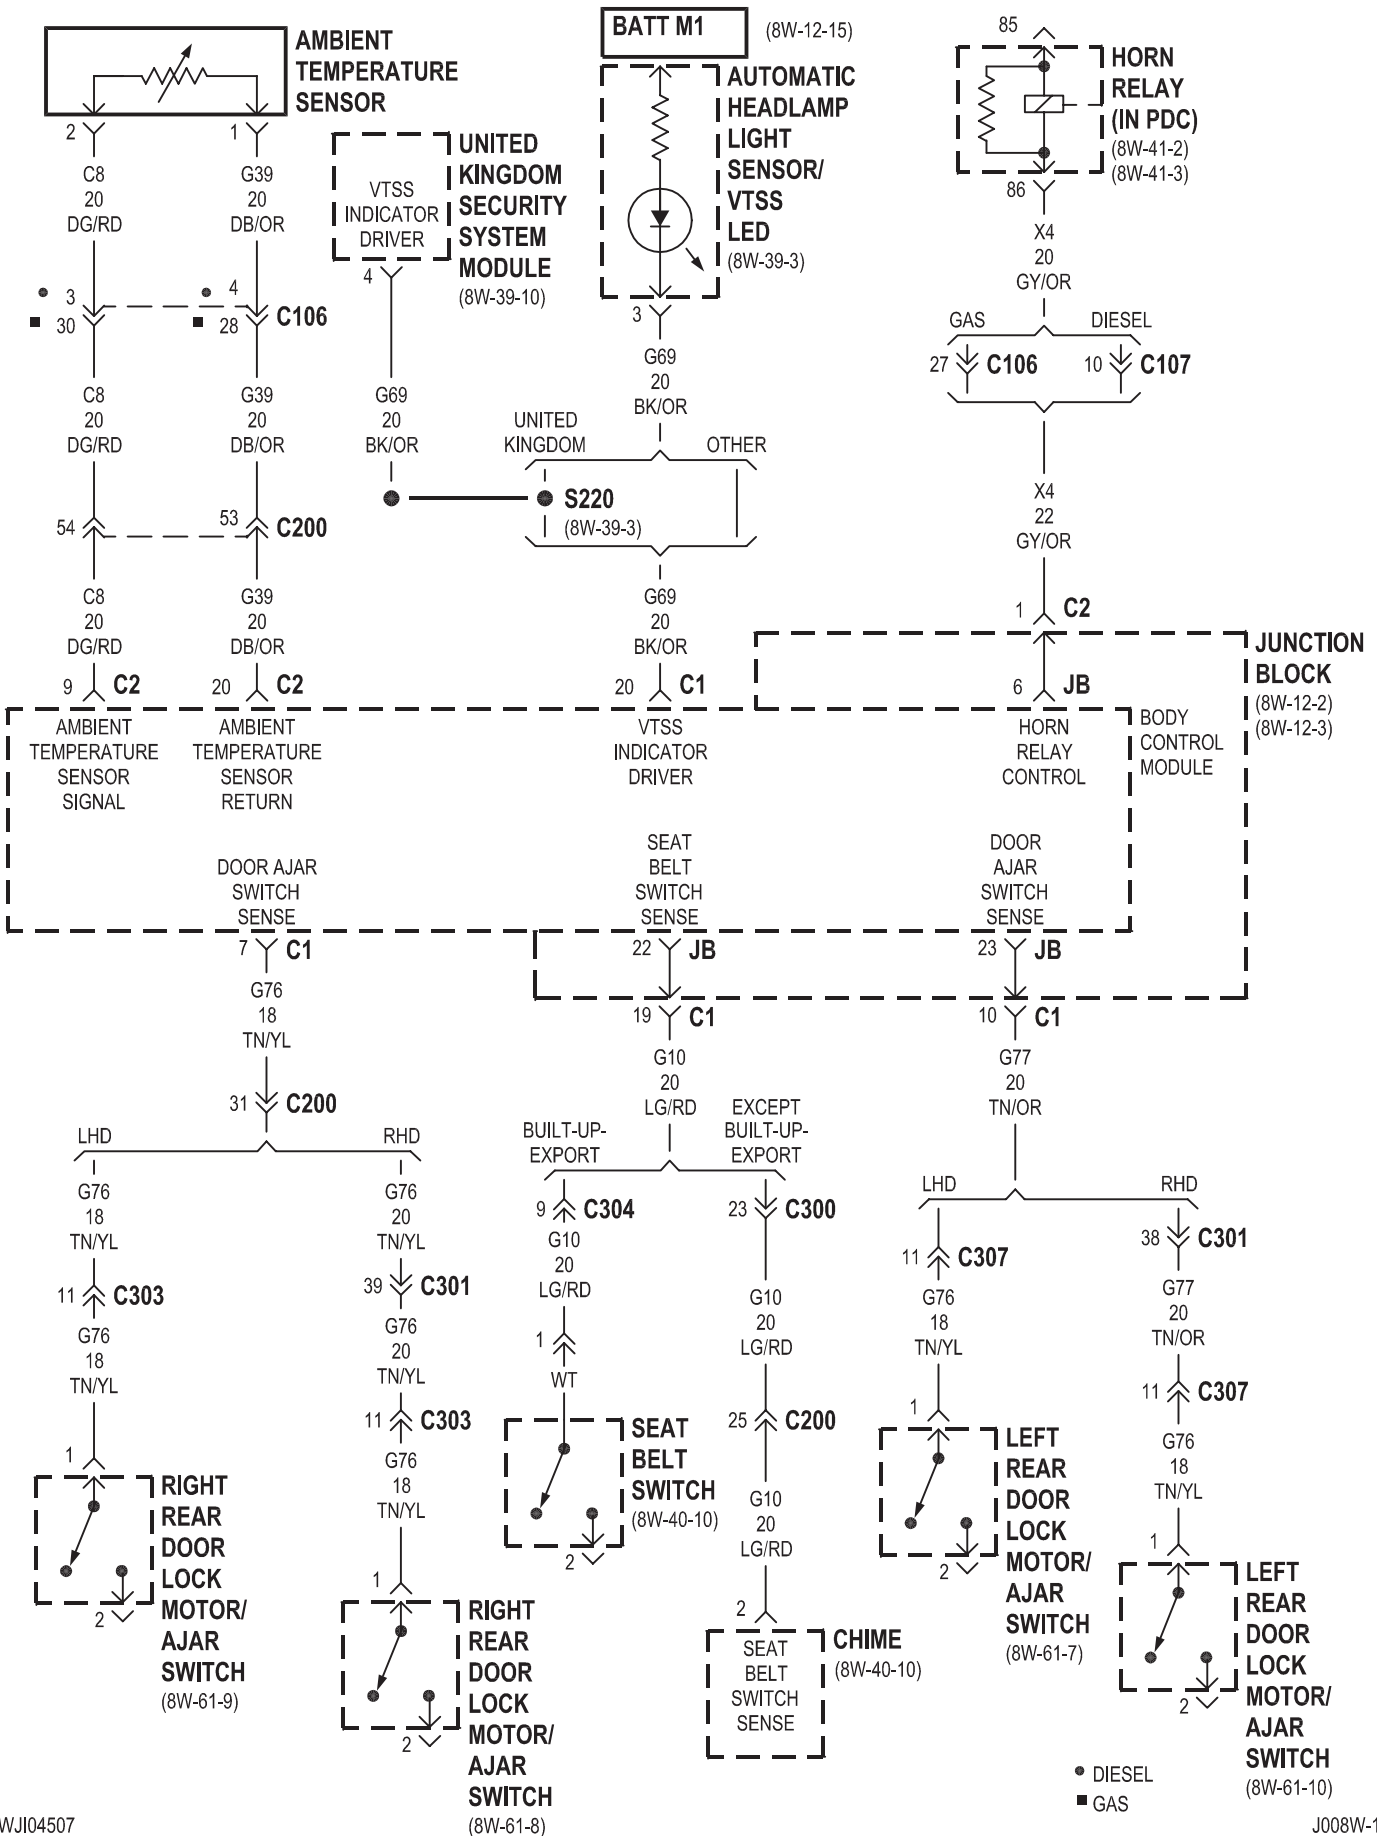 BATT M1
(8W-12-15)
AMBIENT
TEMPERATURE
SENSOR
2
1
C8
20
DG/RD
G39
20
DB/OR
3
4
30
28
C106
C8
20
DG/RD
G39
20
DB/OR
54
53
C200
C8
20
DG/RD
G39
20
DB/OR
9
C2
20
C2
VTSS
INDICATOR
DRIVER
UNITED
KINGDOM
SECURITY
SYSTEM
MODULE
(8W-39-10)
4
G69
20
BK/OR
AUTOMATIC
HEADLAMP
LIGHT
SENSOR/
VTSS
LED
(8W-39-3)
3
G69
20
BK/OR
UNITED
KINGDOM
OTHER
S220
(8W-39-3)
G69
20
BK/OR
20
C1
85
HORN
RELAY
(IN PDC)
(8W-41-2)
(8W-41-3)
86
X4
20
GY/OR
GAS
DIESEL
27
C106
10
C107
X4
22
GY/OR
1
C2
6
JB
JUNCTION
BLOCK
(8W-12-2)
(8W-12-3)
BODY
CONTROL
MODULE
AMBIENT
TEMPERATURE
SENSOR
SIGNAL
AMBIENT
TEMPERATURE
SENSOR
RETURN
VTSS
INDICATOR
DRIVER
HORN
RELAY
CONTROL
DOOR AJAR
SWITCH
SENSE
SEAT
BELT
SWITCH
SENSE
DOOR
AJAR
SWITCH
SENSE
7
C1
22
JB
23
JB
G76
18
TN/YL
31
C200
LHD
RHD
G76
18
TN/YL
11
C303
G76
18
TN/YL
1
RIGHT
REAR
DOOR
LOCK
MOTOR/
AJAR
SWITCH
(8W-61-9)
2
G76
20
TN/YL
39
C301
G76
20
TN/YL
11
C303
G76
18
TN/YL
1
RIGHT
REAR
DOOR
LOCK
MOTOR/
AJAR
SWITCH
(8W-61-8)
2
19
C1
G10
20
LG/RD
BUILT-UP-
EXPORT
EXCEPT
BUILT-UP-
EXPORT
9
C304
G10
20
LG/RD
1
WT
SEAT
BELT
SWITCH
(8W-40-10)
2
23
C300
G10
20
LG/RD
25
C200
G10
20
LG/RD
2
SEAT
BELT
SWITCH
SENSE
CHIME
(8W-40-10)
10
C1
G77
20
TN/OR
LHD
RHD
11
C307
G76
18
TN/YL
1
LEFT
REAR
DOOR
LOCK
MOTOR/
AJAR
SWITCH
(8W-61-7)
2
38
C301
G77
20
TN/OR
11
C307
G76
18
TN/YL
1
LEFT
REAR
DOOR
LOCK
MOTOR/
AJAR
SWITCH
(8W-61-10)
2
DIESEL
GAS
WJI04507
J008W-1